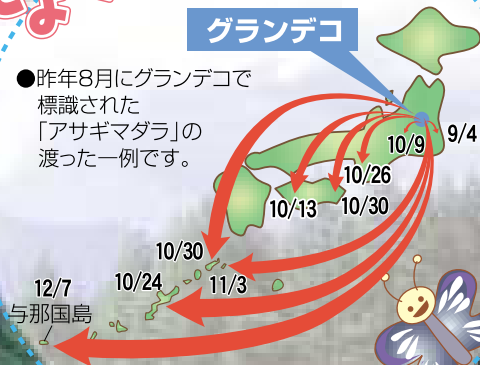 グランデコ
●昨年8月にグランデコで
標識された
「アサギマダラ」の
渡った一例です。
9/4
10/9
10/26
10/30
10/13
10/30
11/3
10/24
12/7
与那国島